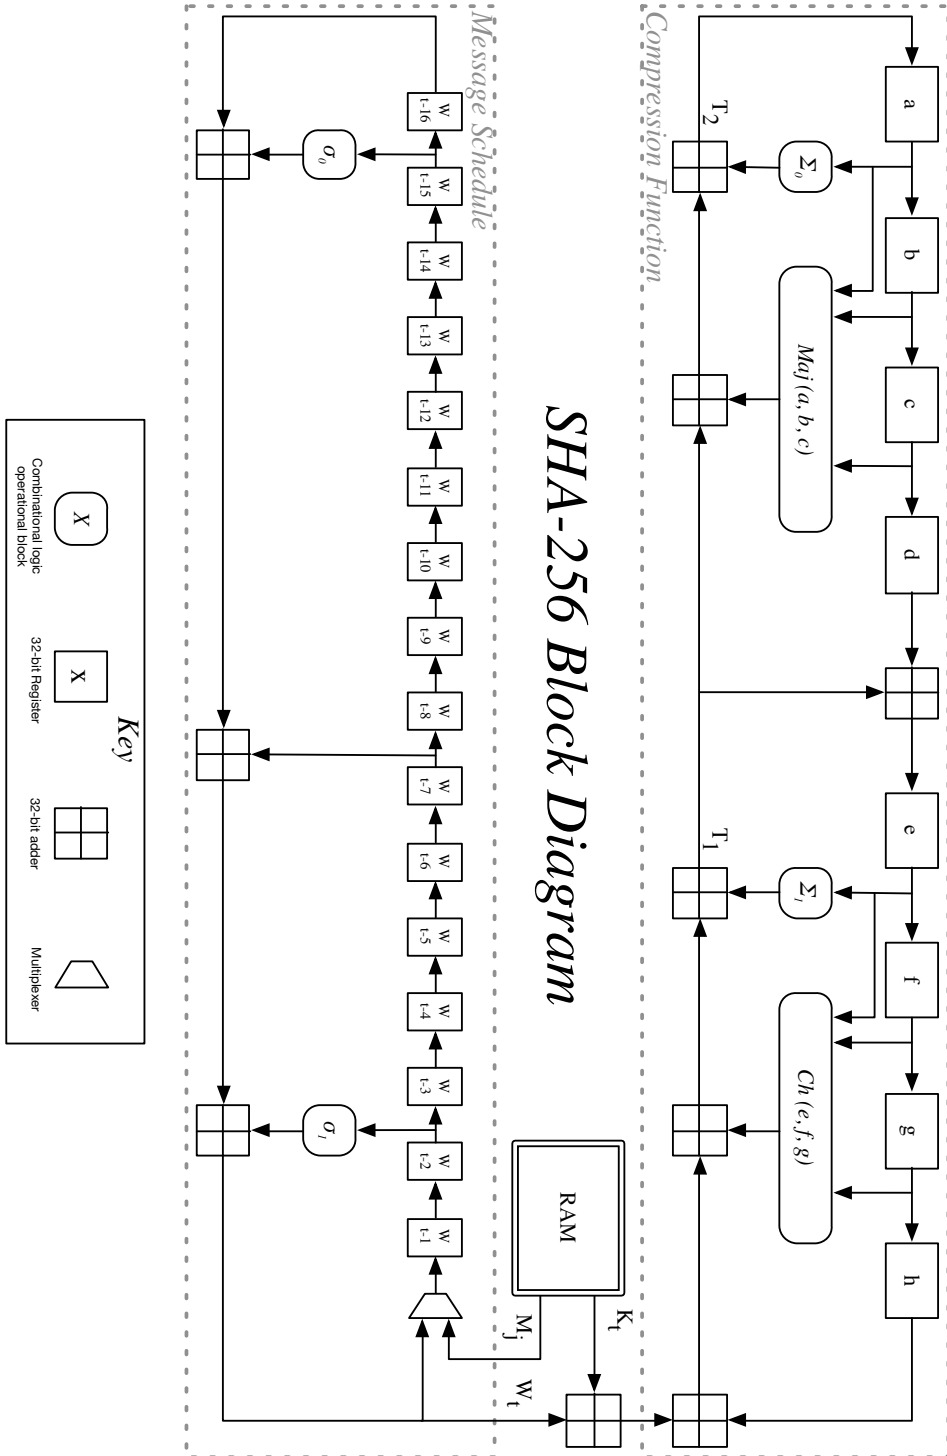 Compression Function
a
b
c
d
e
f
g
h
Σ₀
Maj (a, b, c)
Σ₁
Ch (e, f, g)
T₂
T₁
SHA-256 Block Diagram
RAM
Kₜ
Mⱼ
Wₜ
Message Schedule
W
t-16
W
t-15
W
t-14
W
t-13
W
t-12
W
t-11
W
t-10
W
t-9
W
t-8
W
t-7
W
t-6
W
t-5
W
t-4
W
t-3
W
t-2
W
t-1
σ₀
σ₁
Key
X
X
Combinational logic
operational block
32-bit Register
32-bit adder
Multiplexer